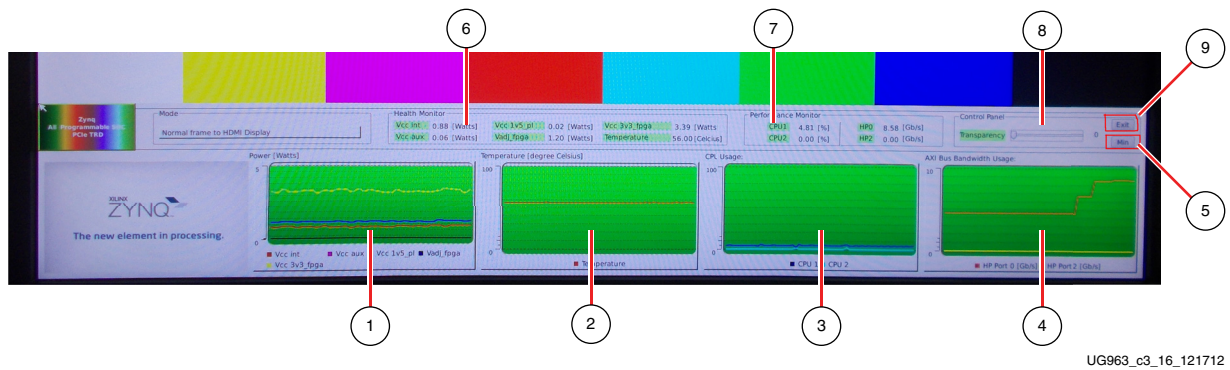 6
7
8
9
Zynq
All Programmable SOC
PCIe TRD
Mode
Normal frame to HDMI Display
Health Monitor
Vcc int 0.88 [Watts] Vcc 1v5_pl 0.02 [Watts] Vcc 3v3_fpga 3.39 [Watts
Vcc aux 0.06 [Watts] Vadj_fpga 1.20 [Watts] Temperature 56.00 [Celcius]
Performance Monitor
CPU1 4.81 [%] HP0 8.58 [Gb/s]
CPU2 0.00 [%] HP2 0.00 [Gb/s]
Control Panel
Transparency 0
Exit
Min
XILINX
ZYNQ
The new element in processing.
Power [Watts]
5
0
Vcc int Vcc aux Vcc 1v5_pl Vadj_fpga
Vcc 3v3_fpga
Temperature [degree Celsius]
100
0
Temperature
CPU Usage:
100
0
CPU 1 CPU 2
AXI Bus Bandwidth Usage:
10
0
HP Port 0 [Gb/s] HP Port 2 [Gb/s]
5
1
2
3
4
UG963_c3_16_121712